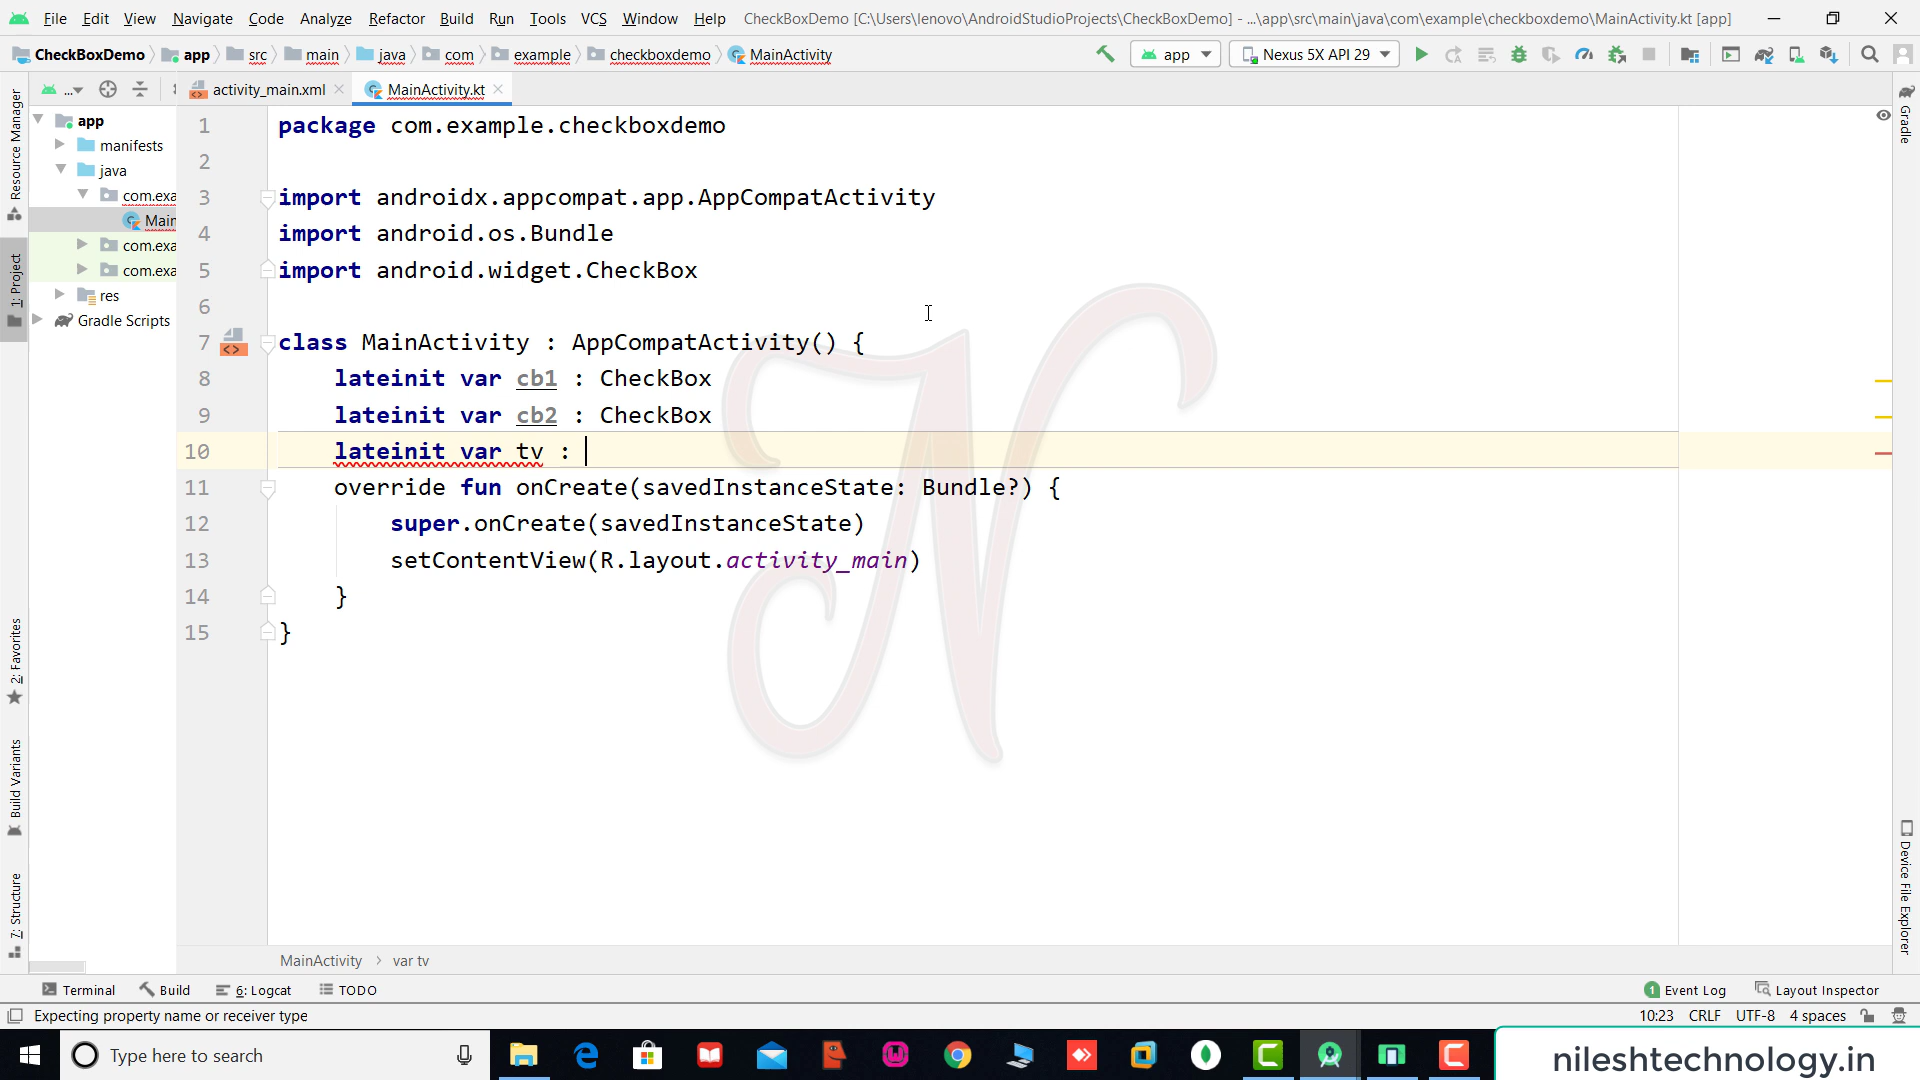 File Edit View Navigate Code Analyze Refactor Build Run Tools VCS Window Help CheckBoxDemo [C:\Users\lenovo\AndroidStudioProjects\CheckBoxDemo] - ...\app\src\main\java\com\example\checkboxdemo\MainActivity.kt [app]
CheckBoxDemo app src main java com example checkboxdemo MainActivity app Nexus 5X API 29
... activity_main.xml MainActivity.kt
Resource Manager
1: Project
2: Favorites
Build Variants
7: Structure
app
manifests
java
com.exa
Main
com.exa
com.exa
res
Gradle Scripts
1 package com.example.checkboxdemo
2
3 import androidx.appcompat.app.AppCompatActivity
4 import android.os.Bundle
5 import android.widget.CheckBox
6
7 class MainActivity : AppCompatActivity() {
8 lateinit var cb1 : CheckBox
9 lateinit var cb2 : CheckBox
10 lateinit var tv :
11 override fun onCreate(savedInstanceState: Bundle?) {
12 super.onCreate(savedInstanceState)
13 setContentView(R.layout.activity_main)
14 }
15 }
N
Gradle
Device File Explorer
MainActivity › var tv
Terminal Build 6: Logcat TODO 1 Event Log Layout Inspector
Expecting property name or receiver type 10:23 CRLF UTF-8 4 spaces
Type here to search
nileshtechnology.in